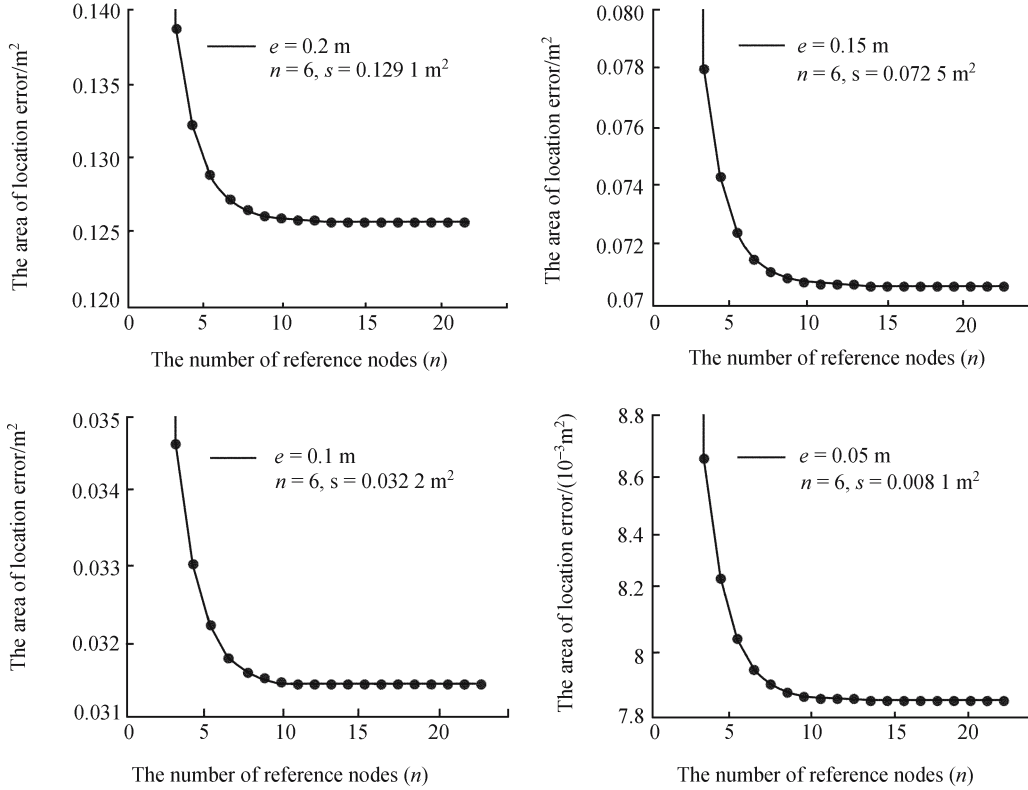 The area of location error/m²
0.140
0.135
0.130
0.125
0.120
e = 0.2 m
n = 6, s = 0.129 1 m²
0 5 10 15 20
The number of reference nodes (n)
The area of location error/m²
0.080
0.078
0.076
0.074
0.072
0.07
e = 0.15 m
n = 6, s = 0.072 5 m²
0 5 10 15 20
The number of reference nodes (n)
The area of location error/m²
0.035
0.034
0.033
0.032
0.031
e = 0.1 m
n = 6, s = 0.032 2 m²
0 5 10 15 20
The number of reference nodes (n)
The area of location error/(10⁻³m²)
8.8
8.6
8.4
8.2
8
7.8
e = 0.05 m
n = 6, s = 0.008 1 m²
0 5 10 15 20
The number of reference nodes (n)